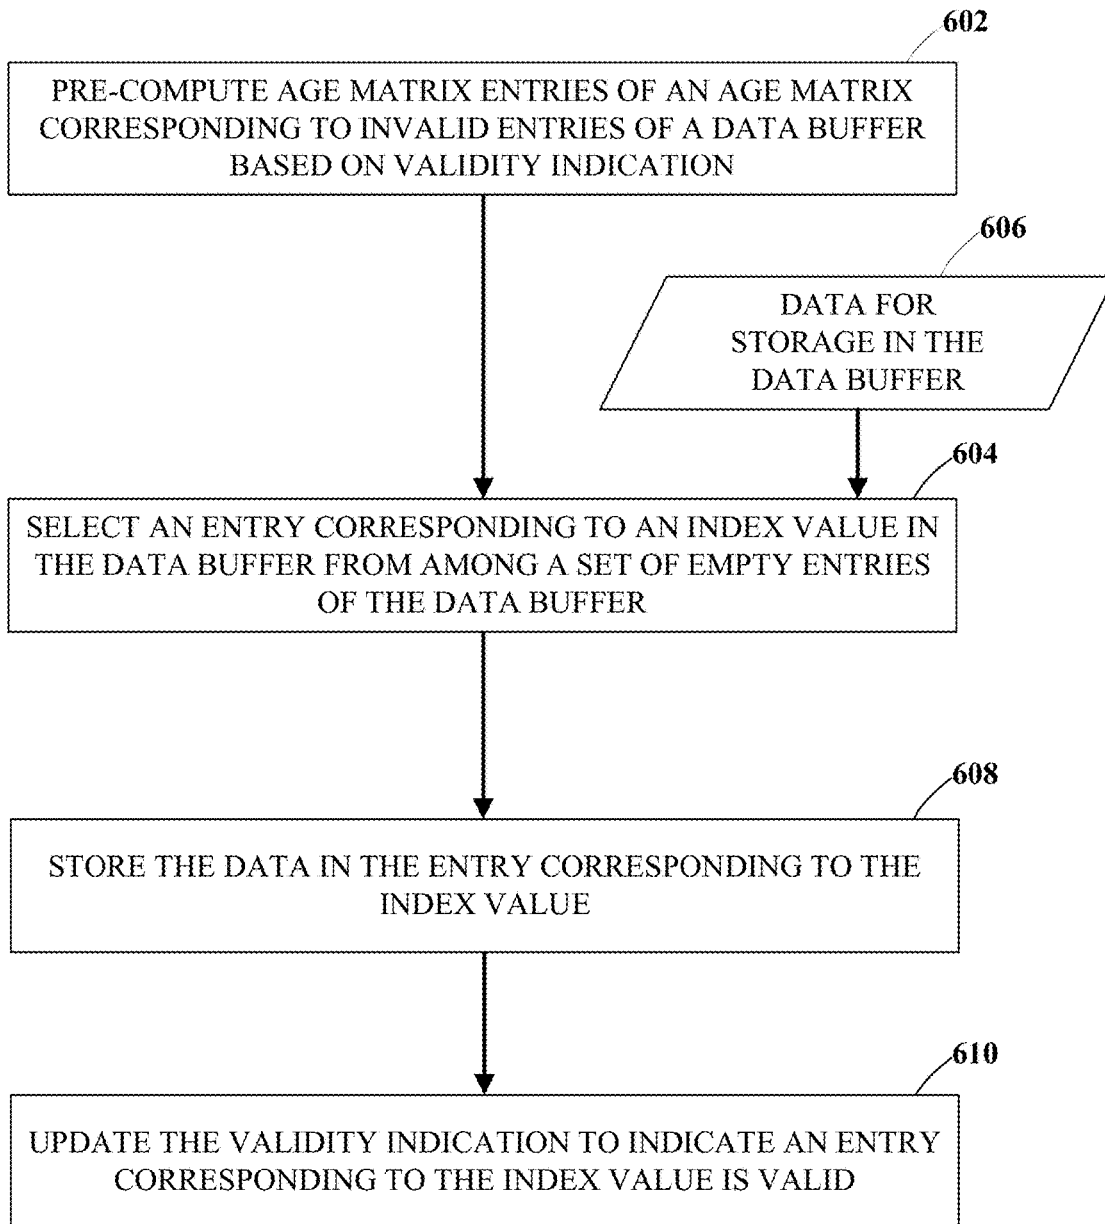 602
PRE-COMPUTE AGE MATRIX ENTRIES OF AN AGE MATRIX
CORRESPONDING TO INVALID ENTRIES OF A DATA BUFFER
BASED ON VALIDITY INDICATION
606
DATA FOR
STORAGE IN THE
DATA BUFFER
604
SELECT AN ENTRY CORRESPONDING TO AN INDEX VALUE IN
THE DATA BUFFER FROM AMONG A SET OF EMPTY ENTRIES
OF THE DATA BUFFER
608
STORE THE DATA IN THE ENTRY CORRESPONDING TO THE
INDEX VALUE
610
UPDATE THE VALIDITY INDICATION TO INDICATE AN ENTRY
CORRESPONDING TO THE INDEX VALUE IS VALID